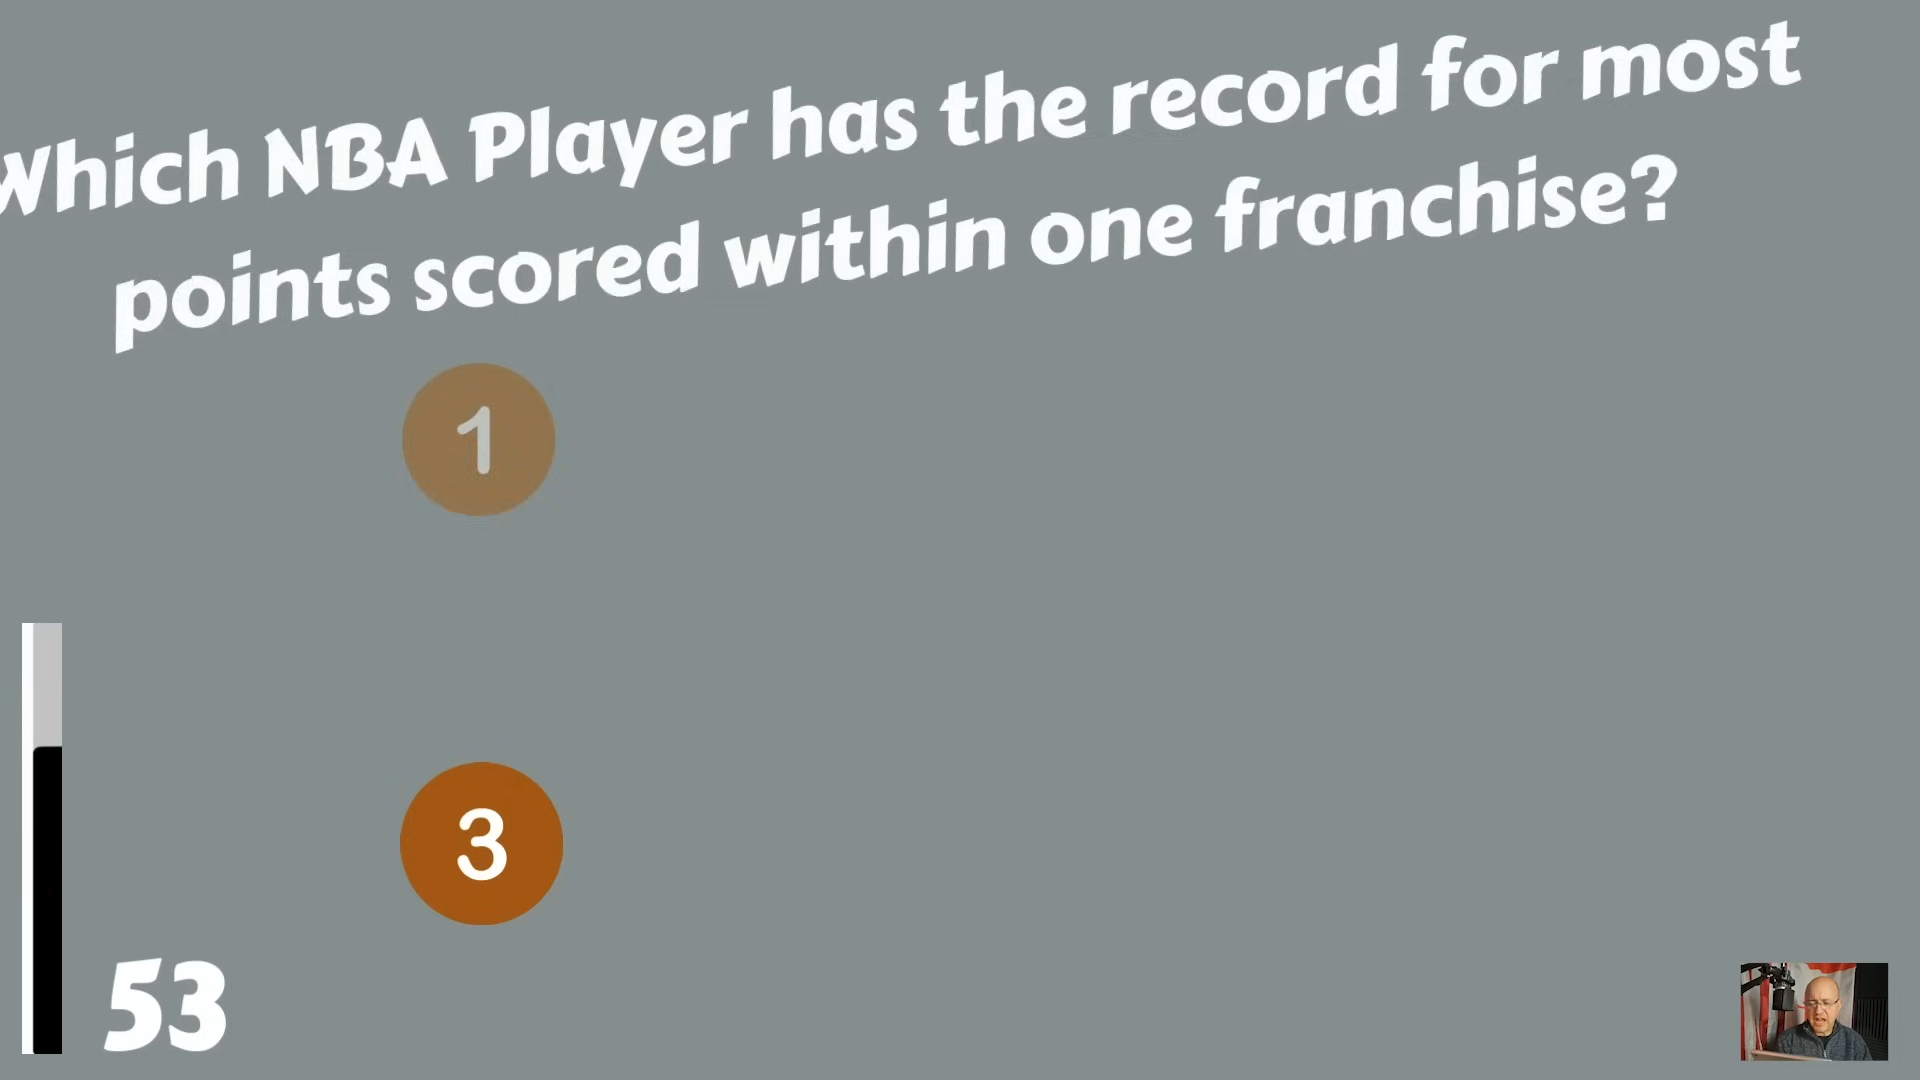 Which NBA Player has the record for most
points scored within one franchise?
1
3
53